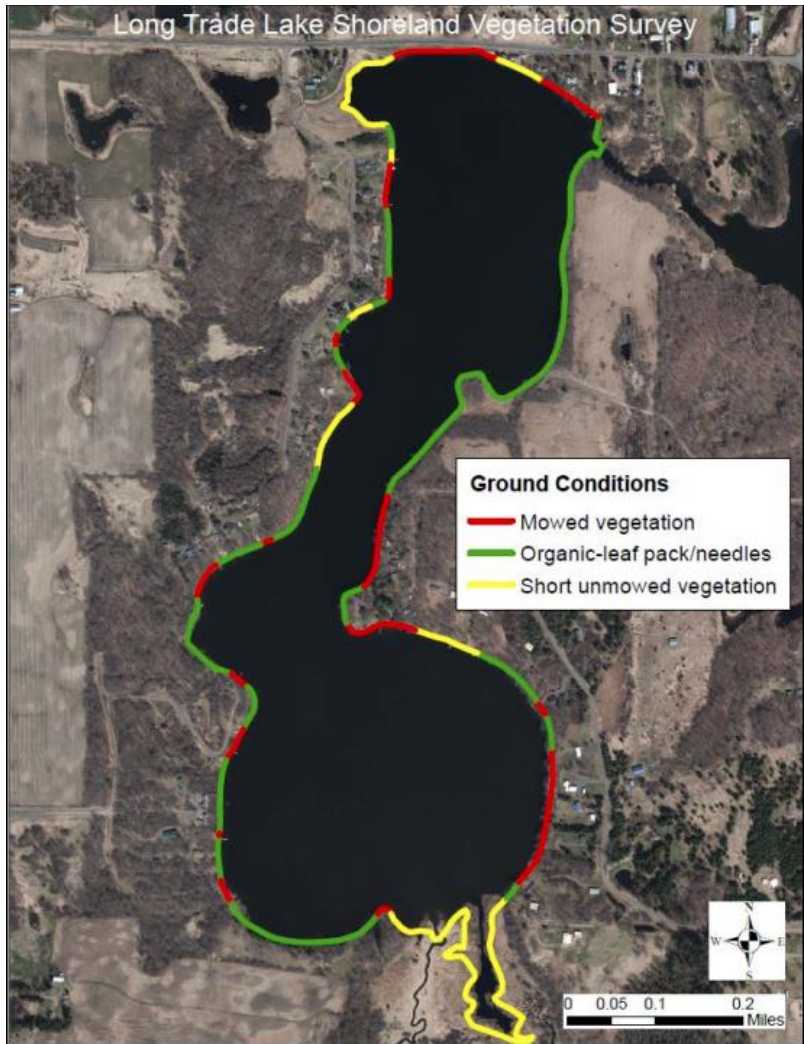 Long Trade Lake Shoreland Vegetation Survey
Ground Conditions
Mowed vegetation
Organic-leaf pack/needles
Short unmowed vegetation
N
W E
S
0 0.05 0.1 0.2
Miles